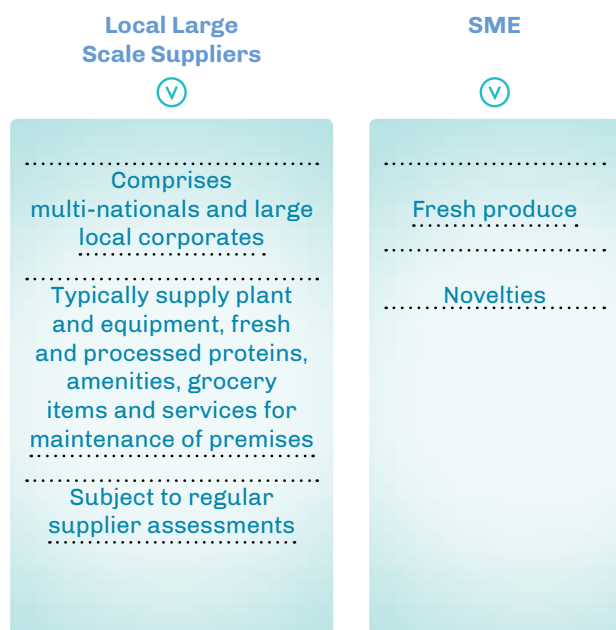 Local Large
Scale Suppliers
Comprises
multi-nationals and large
local corporates
Typically supply plant
and equipment, fresh
and processed proteins,
amenities, grocery
items and services for
maintenance of premises
Subject to regular
supplier assessments
SME
Fresh produce
Novelties